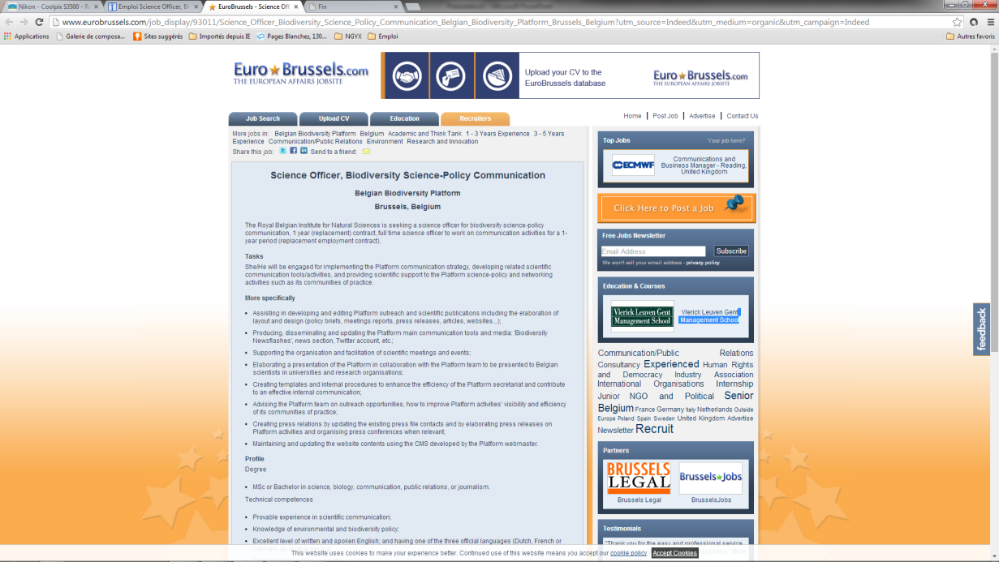 Nikon - Coolpix S3500 - R
Emploi Science Officer, Bi
EuroBrussels - Science Off
Fin
www.eurobrussels.com/job_display/93011/Science_Officer_Biodiversity_Science_Policy_Communication_Belgian_Biodiversity_Platform_Brussels_Belgium?utm_source=Indeed&utm_medium=organic&utm_campaign=Indeed
Applications
Galerie de composa...
Sites suggérés
Importés depuis IE
Pages Blanches, 130...
NGYX
Emploi
Autres favoris
Euro Brussels.com
THE EUROPEAN AFFAIRS JOBSITE
Upload your CV to the
EuroBrussels database
Euro Brussels.com
THE EUROPEAN AFFAIRS JOBSITE
Job Search
Upload CV
Education
Recruiters
Home | Post Job | Advertise | Contact Us
More jobs in: Belgian Biodiversity Platform Belgium Academic and Think Tank 1 - 3 Years Experience 3 - 5 Years
Experience Communication/Public Relations Environment Research and Innovation
Share this job: Send to a friend:
Science Officer, Biodiversity Science-Policy Communication
Belgian Biodiversity Platform
Brussels, Belgium
The Royal Belgian Institute for Natural Sciences is seeking a science officer for biodiversity science-policy
communication, 1 year (replacement) contract, full time science officer to work on communication activities for a 1-
year period (replacement employment contract).
Tasks
She/He will be engaged for implementing the Platform communication strategy, developing related scientific
communication tools/activities, and providing scientific support to the Platform science-policy and networking
activities such as its communities of practice.
More specifically
• Assisting in developing and editing Platform outreach and scientific publications including the elaboration of
layout and design (policy briefs, meetings reports, press releases, articles, websites...);
• Producing, disseminating and updating the Platform main communication tools and media: 'Biodiversity
Newsflashes', news section, Twitter account, etc.;
• Supporting the organisation and facilitation of scientific meetings and events;
• Elaborating a presentation of the Platform in collaboration with the Platform team to be presented to Belgian
scientists in universities and research organisations;
• Creating templates and internal procedures to enhance the efficiency of the Platform secretariat and contribute
to an effective internal communication;
• Advising the Platform team on outreach opportunities, how to improve Platform activities' visibility and efficiency
of its communities of practice;
• Creating press relations by updating the existing press file contacts and by elaborating press releases on
Platform activities and organising press conferences when relevant;
• Maintaining and updating the website contents using the CMS developed by the Platform webmaster.
Profile
Degree
• MSc or Bachelor in science, biology, communication, public relations, or journalism.
Technical competences
• Provable experience in scientific communication;
• Knowledge of environmental and biodiversity policy;
• Excellent level of written and spoken English; and having one of the three official languages (Dutch, French or
Top Jobs
Your job here?
ECMWF
Communications and
Business Manager - Reading,
United Kingdom
Click Here to Post a Job
Free Jobs Newsletter
Email Address
Subscribe
We won't sell your email address - privacy policy.
Education & Courses
Vlerick Leuven Gent
Management School
Vlerick Leuven Gent
Management School
Communication/Public Relations
Consultancy Experienced Human Rights
and Democracy Industry Association
International Organisations Internship
Junior NGO and Political Senior
Belgium France Germany Italy Netherlands Outside
Europe Poland Spain Sweden United Kingdom Advertise
Newsletter Recruit
Partners
BRUSSELS
LEGAL
Brussels Jobs
Brussels Legal
BrusselsJobs
Testimonials
"Thank you for the easy and professional service
feedback
This website uses cookies to make your experience better. Continued use of this website means you accept our cookie policy. Accept Cookies